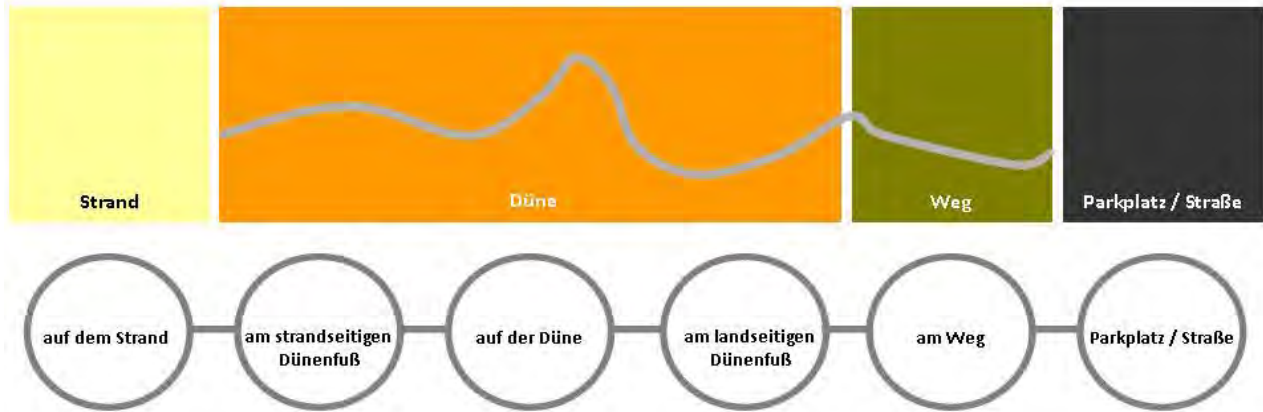 Strand
Düne
Weg
Parkplatz / Straße
auf dem Strand
am strandseitigen
Dünenfuß
auf der Düne
am landseitigen
Dünenfuß
am Weg
Parkplatz / Straße